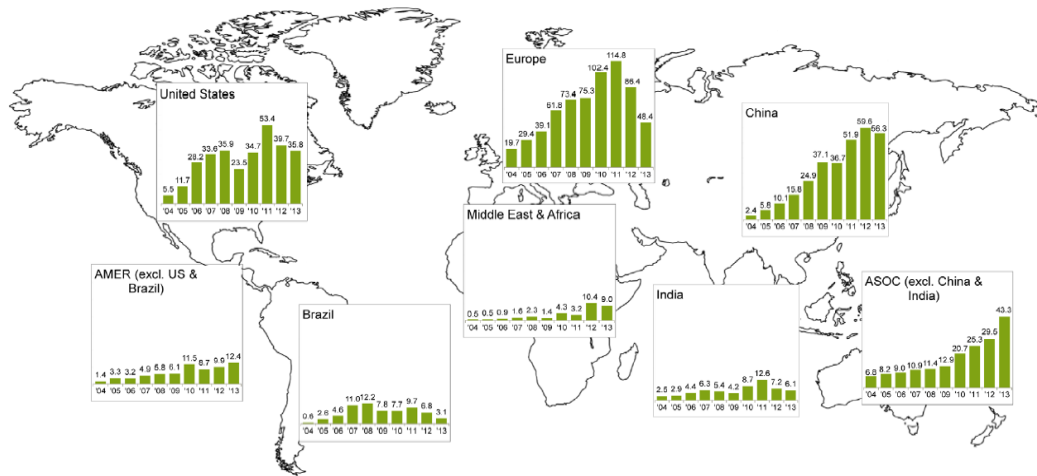 United States
5.5 11.7 28.2 33.6 35.9 23.5 34.7 53.4 39.7 35.8
'04 '05 '06 '07 '08 '09 '10 '11 '12 '13
Europe
19.7 29.4 39.1 61.8 73.4 75.3 102.4 114.8 86.4 48.4
'04 '05 '06 '07 '08 '09 '10 '11 '12 '13
China
2.4 5.8 10.1 15.8 24.9 37.1 36.7 51.9 59.6 56.3
'04 '05 '06 '07 '08 '09 '10 '11 '12 '13
Middle East & Africa
0.5 0.5 0.9 1.6 2.3 1.4 4.3 3.2 10.4 9.0
'04 '05 '06 '07 '08 '09 '10 '11 '12 '13
AMER (excl. US &
Brazil)
1.4 3.3 3.2 4.9 5.8 6.1 11.5 8.7 9.9 12.4
'04 '05 '06 '07 '08 '09 '10 '11 '12 '13
Brazil
0.6 2.6 4.6 11.0 12.2 7.8 7.7 9.7 6.8 3.1
'04 '05 '06 '07 '08 '09 '10 '11 '12 '13
India
2.5 2.9 4.4 6.3 5.4 4.2 8.7 12.6 7.2 6.1
'04 '05 '06 '07 '08 '09 '10 '11 '12 '13
ASOC (excl. China &
India)
6.8 8.2 9.0 10.9 11.4 12.9 20.7 25.3 29.5 43.3
'04 '05 '06 '07 '08 '09 '10 '11 '12 '13